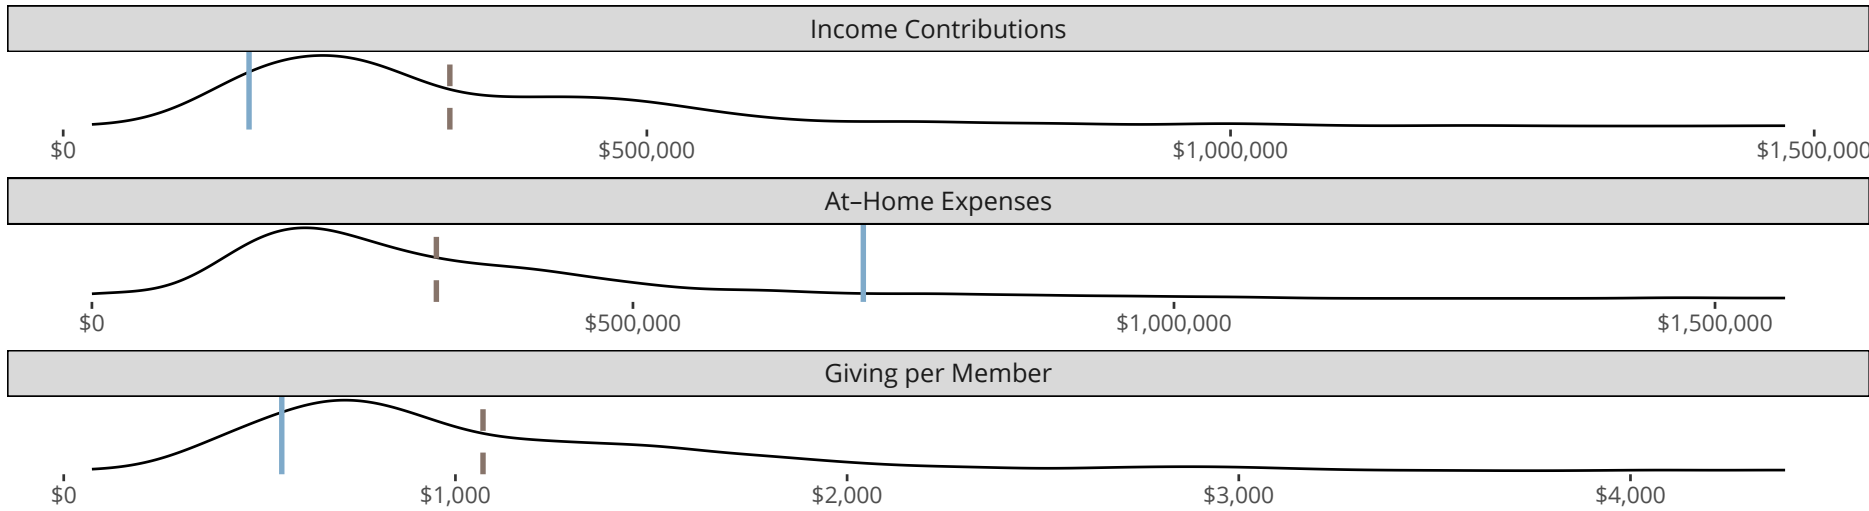 Income Contributions
$0 $500,000 $1,000,000 $1,500,000
At–Home Expenses
$0 $500,000 $1,000,000 $1,500,000
Giving per Member
$0 $1,000 $2,000 $3,000 $4,000